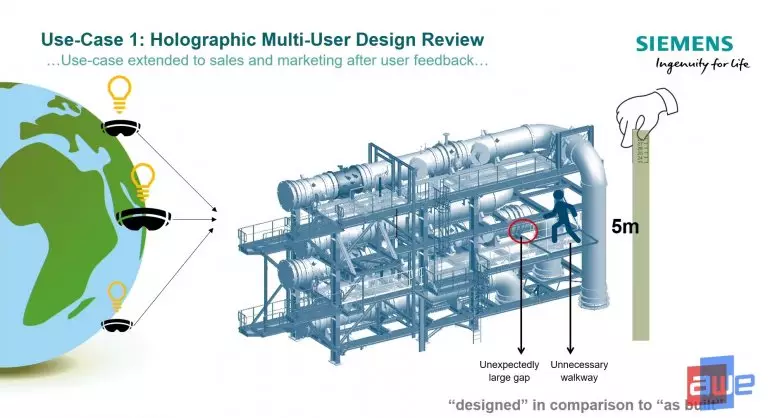 Use-Case 1: Holographic Multi-User Design Review
…Use-case extended to sales and marketing after user feedback…
SIEMENS
Ingenuity for life
5m
Unexpectedly
large gap
Unnecessary
walkway
"designed" in comparison to "as built"
awe